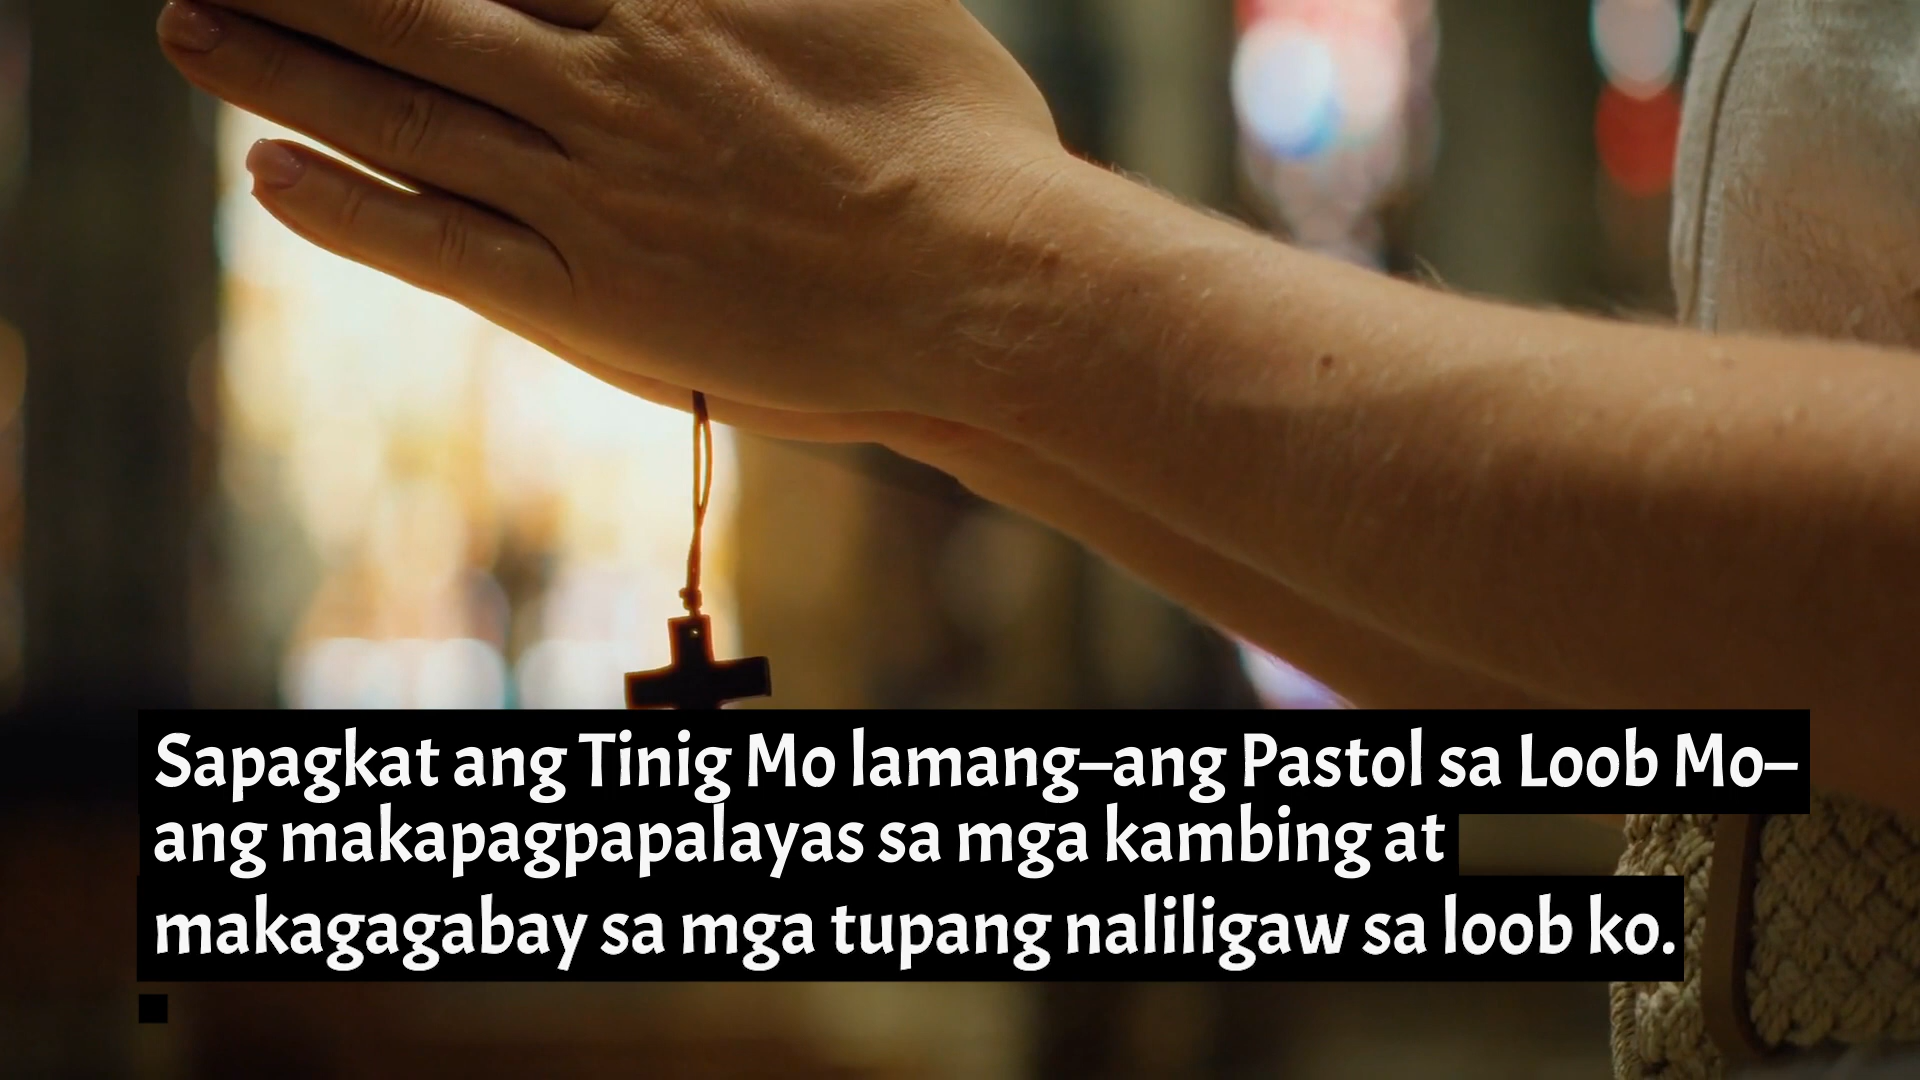 Sapagkat ang Tinig Mo lamang–ang Pastol sa Loob Mo–
ang makapagpapalayas sa mga kambing at
makagagabay sa mga tupang naliligaw sa loob ko.